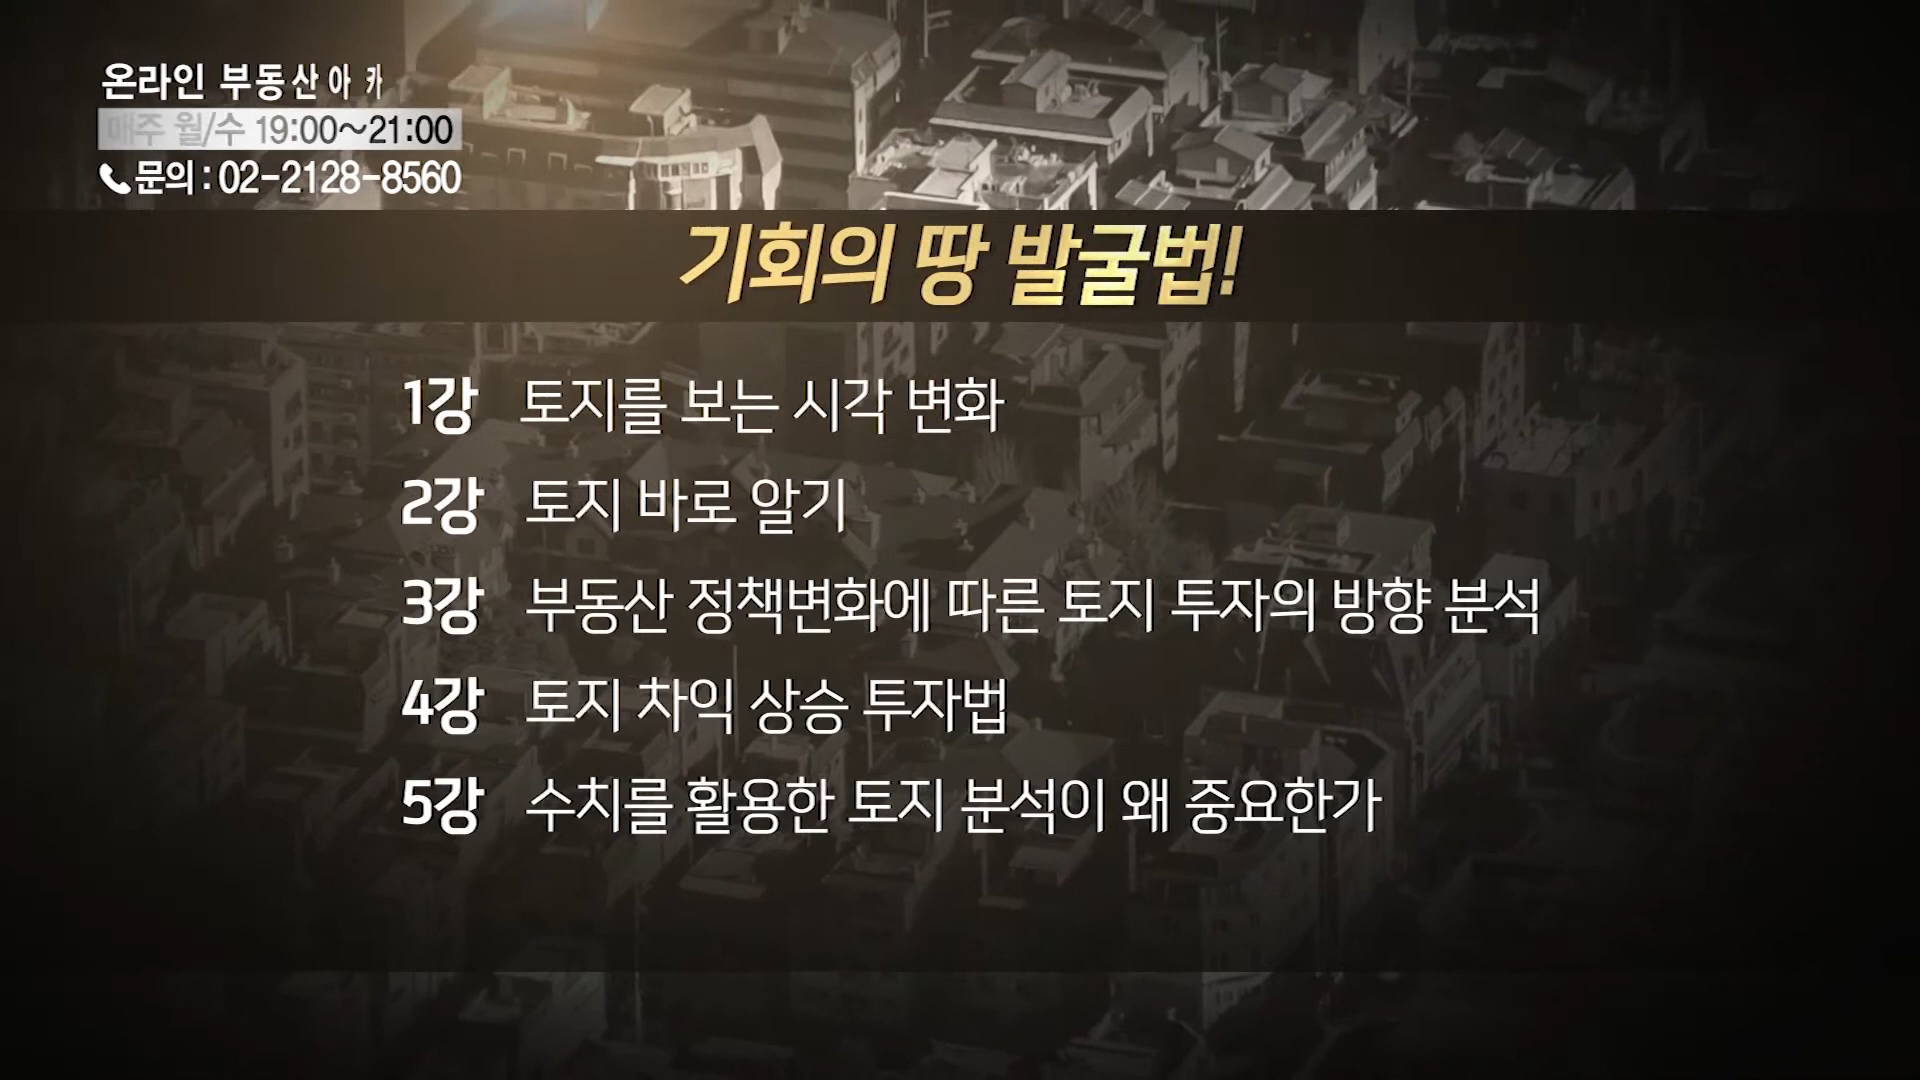 온라인 부동산아카
매주 월/수 19:00~21:00
문의 : 02-2128-8560
기회의 땅 발굴법!
1강 토지를 보는 시각 변화
2강 토지 바로 알기
3강 부동산 정책변화에 따른 토지 투자의 방향 분석
4강 토지 차익 상승 투자법
5강 수치를 활용한 토지 분석이 왜 중요한가